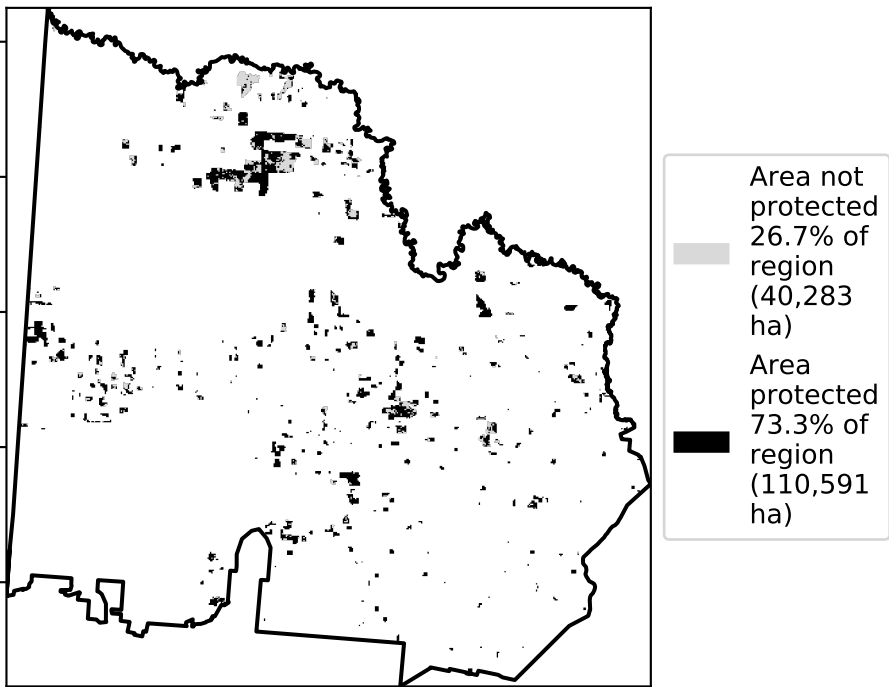 Area not
protected
26.7% of
region
(40,283
ha)
Area
protected
73.3% of
region
(110,591
ha)